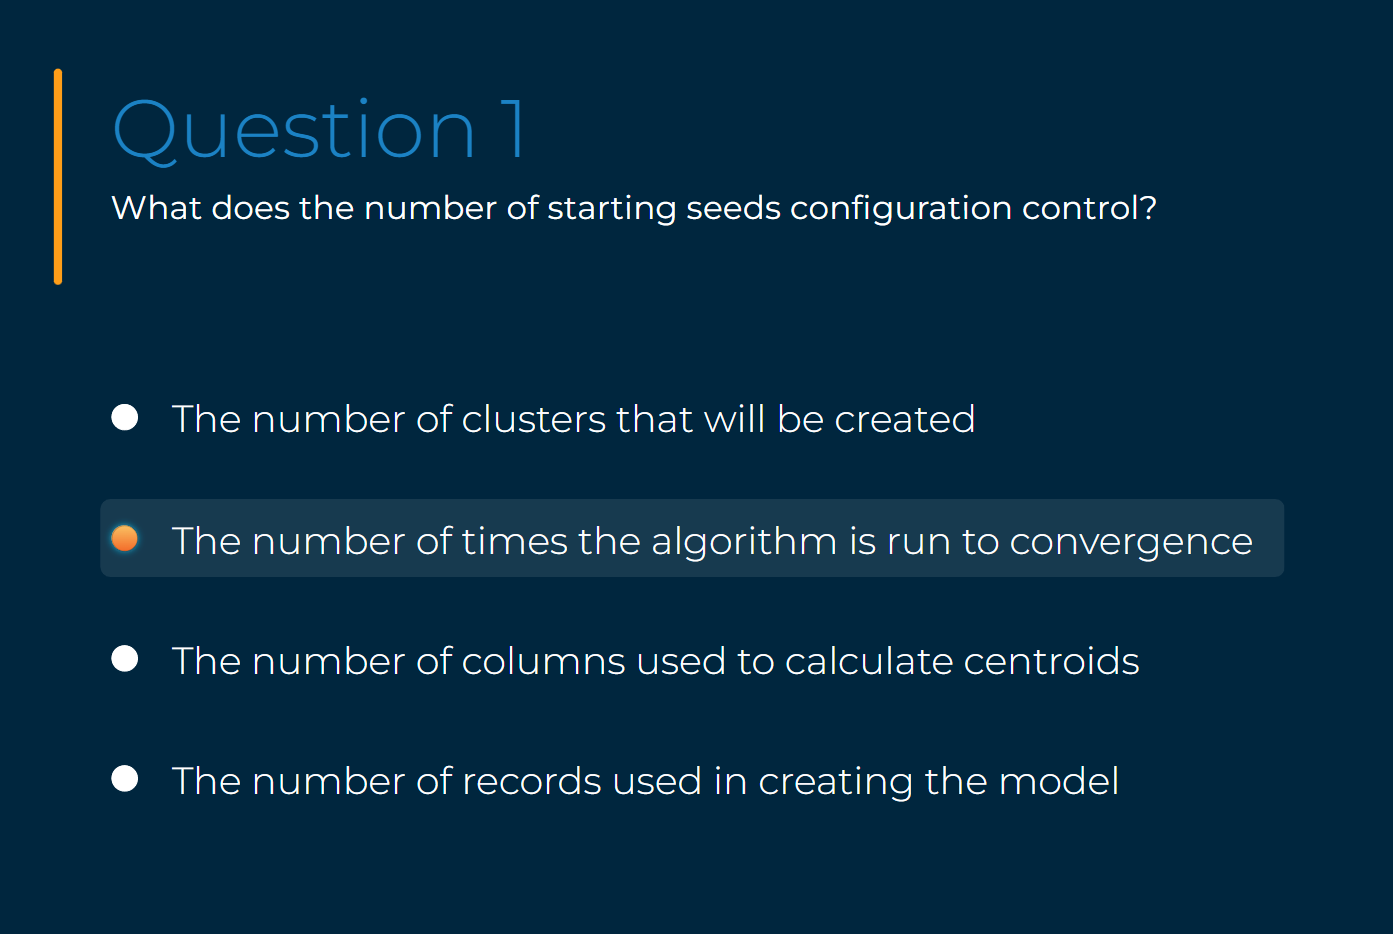 Question 1
What does the number of starting seeds configuration control?
The number of clusters that will be created
The number of times the algorithm is run to convergence
The number of columns used to calculate centroids
The number of records used in creating the model